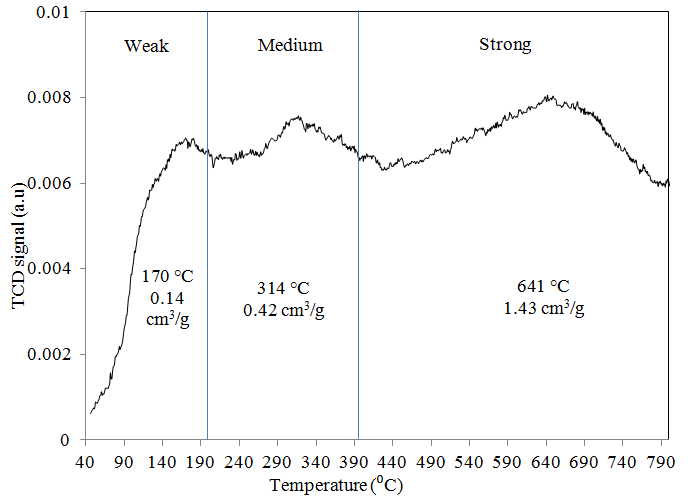 0.01
Weak
Medium
Strong
0.008
0.006
TCD signal (a.u)
0.004
170 °C
0.14
cm³/g
314 °C
0.42 cm³/g
641 °C
1.43 cm³/g
0.002
0
40 90 140 190 240 290 340 390 440 490 540 590 640 690 740 790
Temperature (⁰C)